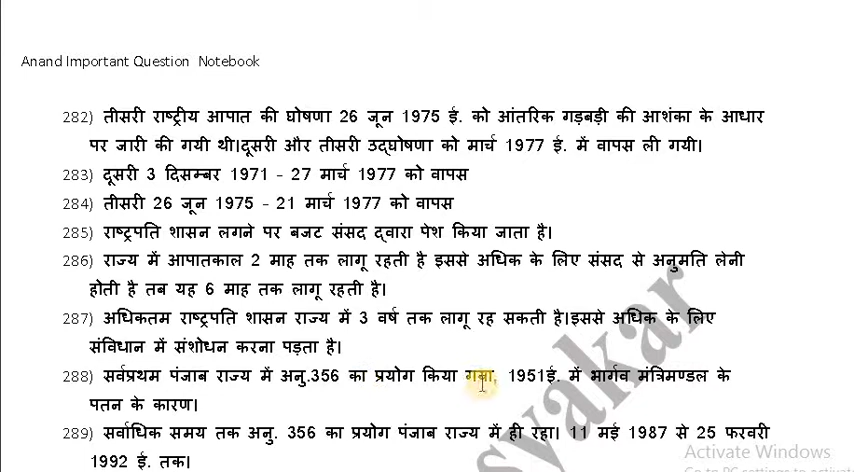 Anand Important Question Notebook
282) तीसरी राष्ट्रीय आपात की घोषणा 26 जून 1975 ई. को आंतरिक गड़बड़ी की आशंका के आधार
पर जारी की गयी थी।दूसरी और तीसरी उद्घोषणा को मार्च 1977 ई. में वापस ली गयी।
283) दूसरी 3 दिसम्बर 1971 - 27 मार्च 1977 को वापस
284) तीसरी 26 जून 1975 - 21 मार्च 1977 को वापस
285) राष्ट्रपति शासन लगने पर बजट संसद द्वारा पेश किया जाता है।
286) राज्य में आपातकाल 2 माह तक लागू रहती है इससे अधिक के लिए संसद से अनुमति लेनी
होती है तब यह 6 माह तक लागू रहती है।
287) अधिकतम राष्ट्रपति शासन राज्य में 3 वर्ष तक लागू रह सकती है।इससे अधिक के लिए
संविधान में संशोधन करना पड़ता है।
288) सर्वप्रथम पंजाब राज्य में अनु.356 का प्रयोग किया गया, 1951ई. में भार्गव मंत्रिमण्डल के
पतन के कारण।
289) सर्वाधिक समय तक अनु. 356 का प्रयोग पंजाब राज्य में ही रहा। 11 मई 1987 से 25 फरवरी
1992 ई. तक।
Activate Windows